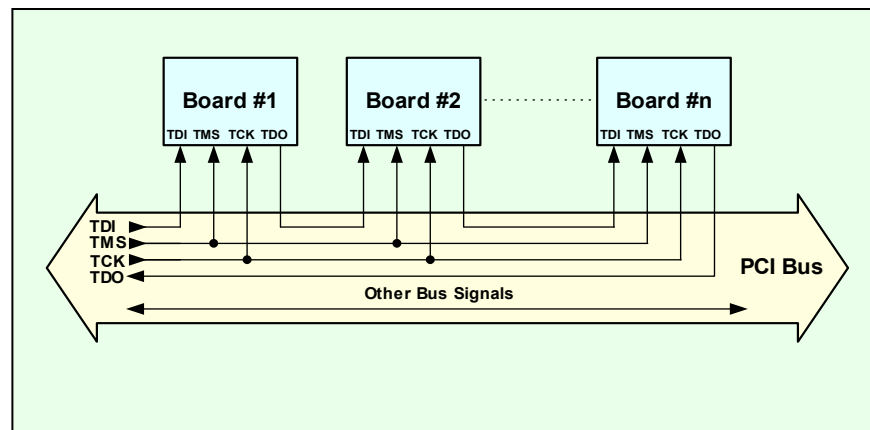 Board #1 Board #2 Board #n
TDI TMS TCK TDO TDI TMS TCK TDO TDI TMS TCK TDO
TDI
TMS
TCK
TDO
PCI Bus
Other Bus Signals